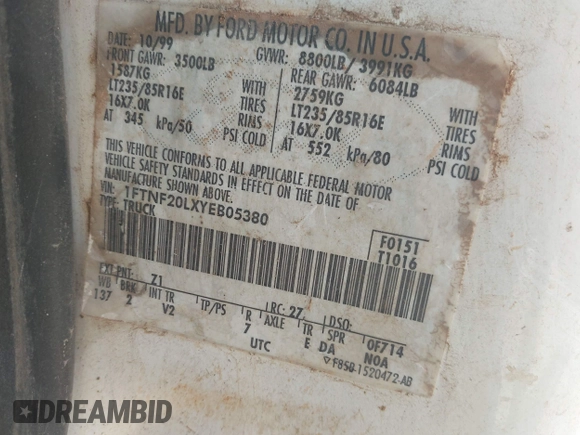 MFD. BY FORD MOTOR CO. IN U.S.A.
DATE: 10/99 GVWR: 8800LB/ 3991KG
FRONT GAWR: 3500LB REAR GAWR: 6084LB
1587KG WITH 2759KG WITH
LT235/85R16E TIRES LT235/85R16E TIRES
16X7.0K RIMS 16X7.0K RIMS
AT 345 kPa/50 PSI COLD AT 552 kPa/80 PSI COLD
THIS VEHICLE CONFORMS TO ALL APPLICABLE FEDERAL MOTOR
VEHICLE SAFETY STANDARDS IN EFFECT ON THE DATE OF
MANUFACTURE SHOWN ABOVE.
VIN: 1FTNF20LXYEB05380
TYPE: TRUCK
F0151
T1016
EXT PNT: Z1 RC: 27 DSO:
WB BRK INT TR TP/PS R AXLE TR SPR 0F714
137 2 V2 7 E DA NOA
UTC ▽F85B-1520472-AB
DREAMBID